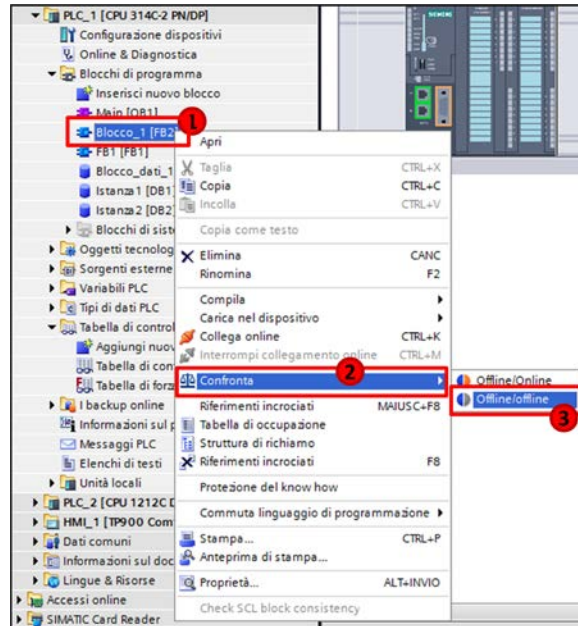 PLC_1 [CPU 314C-2 PN/DP]
Configurazione dispositivi
Online & Diagnostica
Blocchi di programma
Inserisci nuovo blocco
Main [OB1]
Blocco_1 [FB2]
FB1 [FB1]
Blocco_dati_1
Istanza1 [DB1]
Istanza2 [DB2]
Blocchi di sist
Oggetti tecnolog
Sorgenti esterne
Variabili PLC
Tipi di dati PLC
Tabella di control
Aggiungi nuov
Tabella di con
Tabella di forza
I backup online
Informazioni sul p
Messaggi PLC
Elenchi di testi
Unità locali
PLC_2 [CPU 1212C D
HMI_1 [TP900 Com
Dati comuni
Informazioni sul doc
Lingue & Risorse
Accessi online
SIMATIC Card Reader
1
Apri
Taglia CTRL+X
Copia CTRL+C
Incolla CTRL+V
Copia come testo
Elimina CANC
Rinomina F2
Compila
Carica nel dispositivo
Collega online CTRL+K
Interrompi collegamento online CTRL+M
2
Confronta
Riferimenti incrociati MAIUSC+F8
Tabella di occupazione
Struttura di richiamo
Riferimenti incrociati F8
Protezione del know how
Commuta linguaggio di programmazione
Stampa... CTRL+P
Anteprima di stampa...
Proprietà... ALT+INVIO
Check SCL block consistency
Offline/Online
Offline/offline
3
SIEMENS